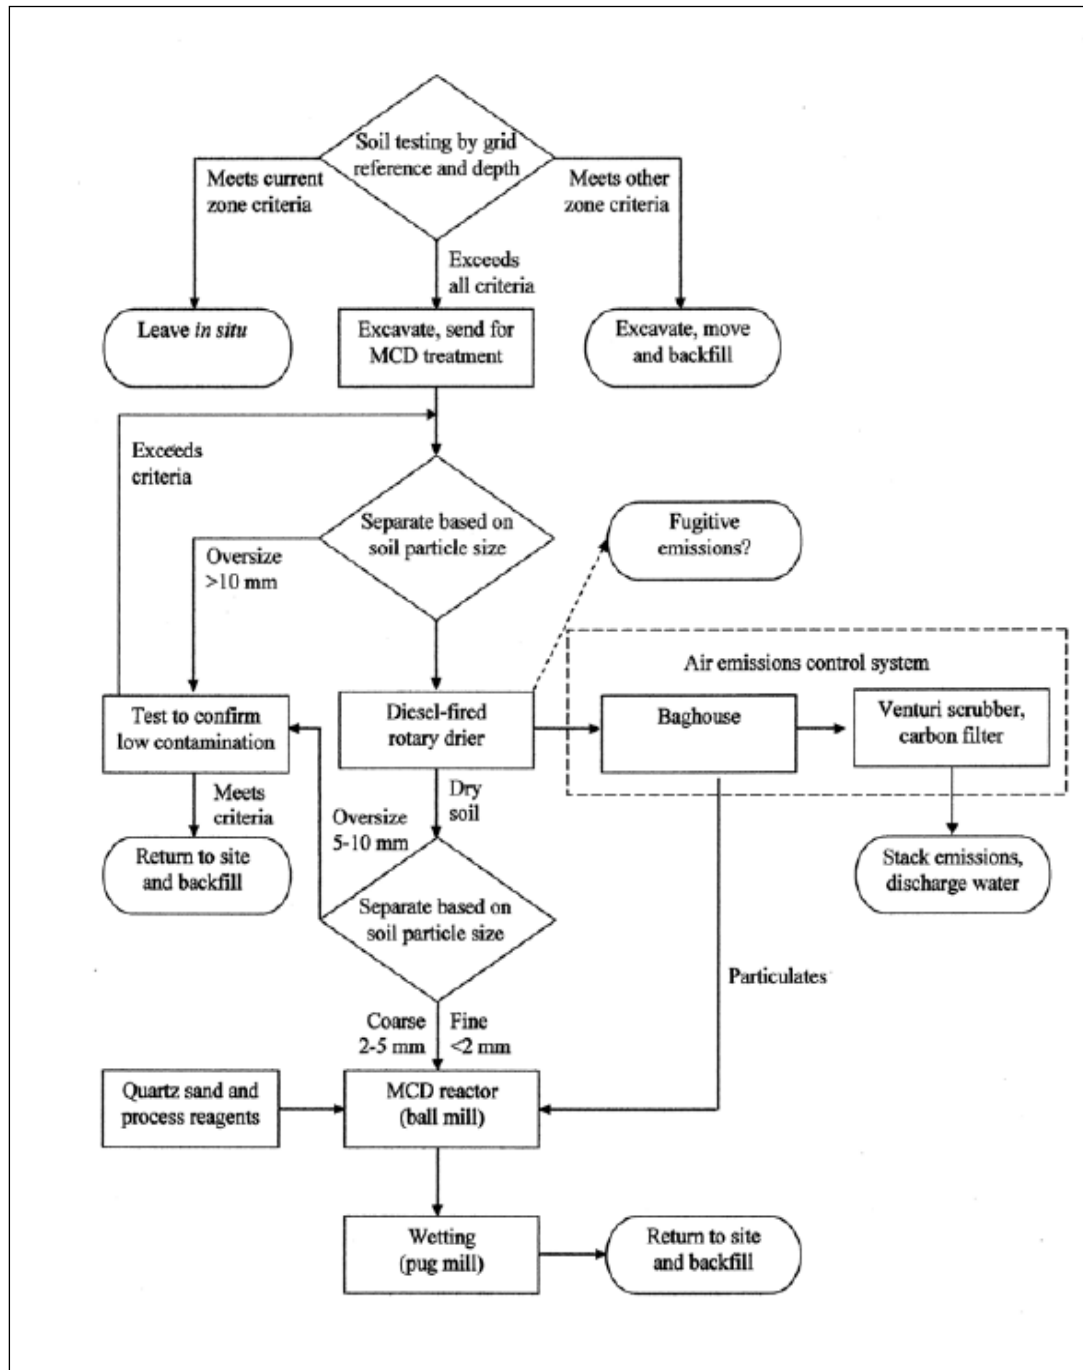 Soil testing by grid
reference and depth
Meets current
zone criteria
Meets other
zone criteria
Exceeds
all criteria
Leave in situ
Excavate, send for
MCD treatment
Excavate, move
and backfill
Exceeds
criteria
Separate based on
soil particle size
Fugitive
emissions?
Oversize
>10 mm
Air emissions control system
Test to confirm
low contamination
Diesel-fired
rotary drier
Baghouse
Venturi scrubber,
carbon filter
Meets
criteria
Oversize
5-10 mm
Dry
soil
Return to site
and backfill
Stack emissions,
discharge water
Separate based on
soil particle size
Particulates
Coarse
2-5 mm
Fine
<2 mm
Quartz sand and
process reagents
MCD reactor
(ball mill)
Wetting
(pug mill)
Return to site
and backfill